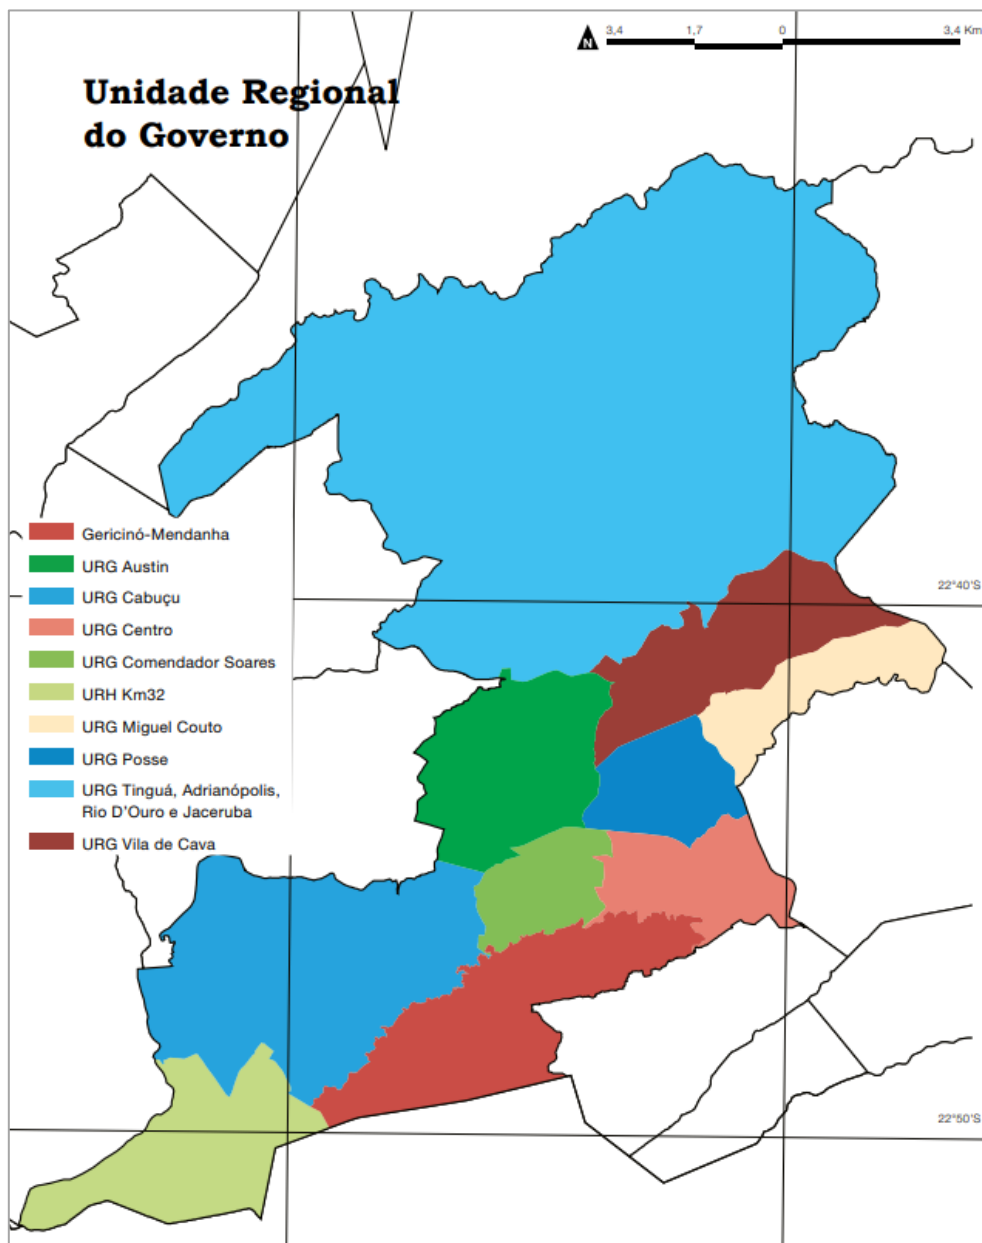 3,4 1,7 0 3,4 Km
N
Unidade Regional
do Governo
Gericinó-Mendanha
URG Austin
22°40'S
URG Cabuçu
URG Centro
URG Comendador Soares
URH Km32
URG Miguel Couto
URG Posse
URG Tinguá, Adrianópolis,
Rio D'Ouro e Jaceruba
URG Vila de Cava
22°50'S